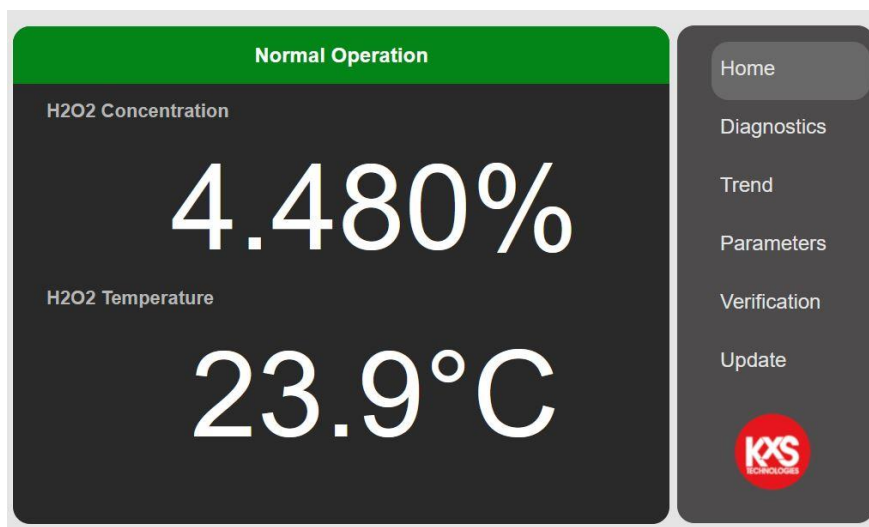 Normal Operation
H2O2 Concentration
4.480%
H2O2 Temperature
23.9°C
Home
Diagnostics
Trend
Parameters
Verification
Update
KXS
TECHNOLOGIES